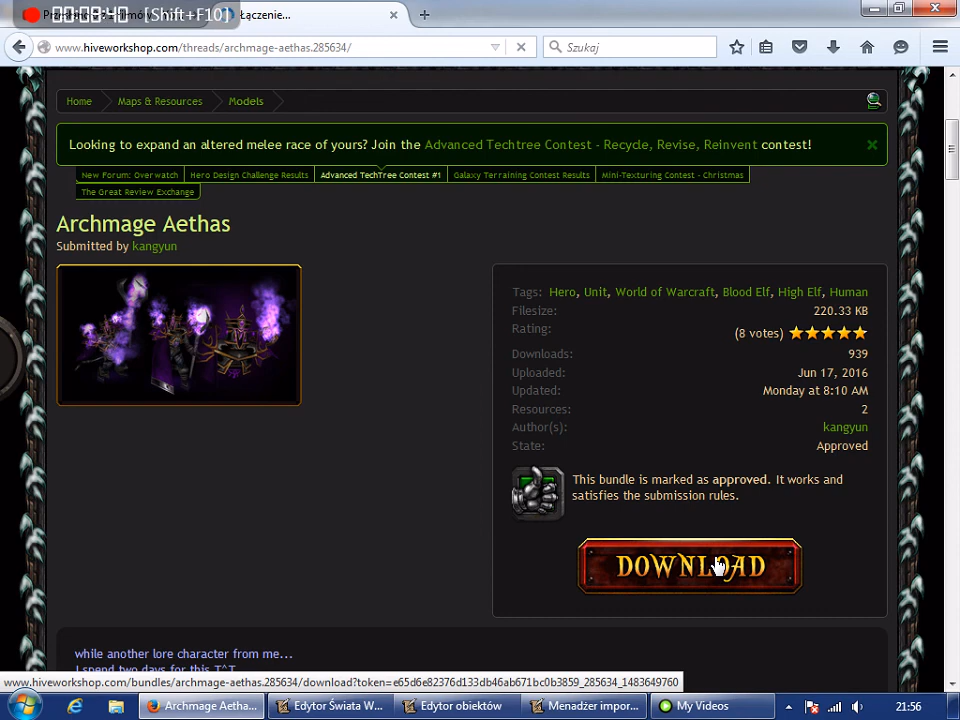 00:08:40 [Shift+F10]
Łączenie...
www.hiveworkshop.com/threads/archmage-aethas.285634/
Szukaj
Home
Maps & Resources
Models
Looking to expand an altered melee race of yours? Join the Advanced Techtree Contest - Recycle, Revise, Reinvent contest!
New Forum: Overwatch
Hero Design Challenge Results
Advanced TechTree Contest #1
Galaxy Terraining Contest Results
Mini-Texturing Contest - Christmas
The Great Review Exchange
Archmage Aethas
Submitted by kangyun
Tags: Hero, Unit, World of Warcraft, Blood Elf, High Elf, Human
Filesize: 220.33 KB
Rating: (8 votes)
Downloads: 939
Uploaded: Jun 17, 2016
Updated: Monday at 8:10 AM
Resources: 2
Author(s): kangyun
State: Approved
This bundle is marked as approved. It works and
satisfies the submission rules.
DOWNLOAD
while another lore character from me...
I spend two days for this T^T
www.hiveworkshop.com/bundles/archmage-aethas.285634/download?token=e65d6e82376d133db46ab671bc0b3859_285634_1483649760
Archmage Aetha...
Edytor Świata W...
Edytor obiektów
Menadżer impor...
My Videos
21:56